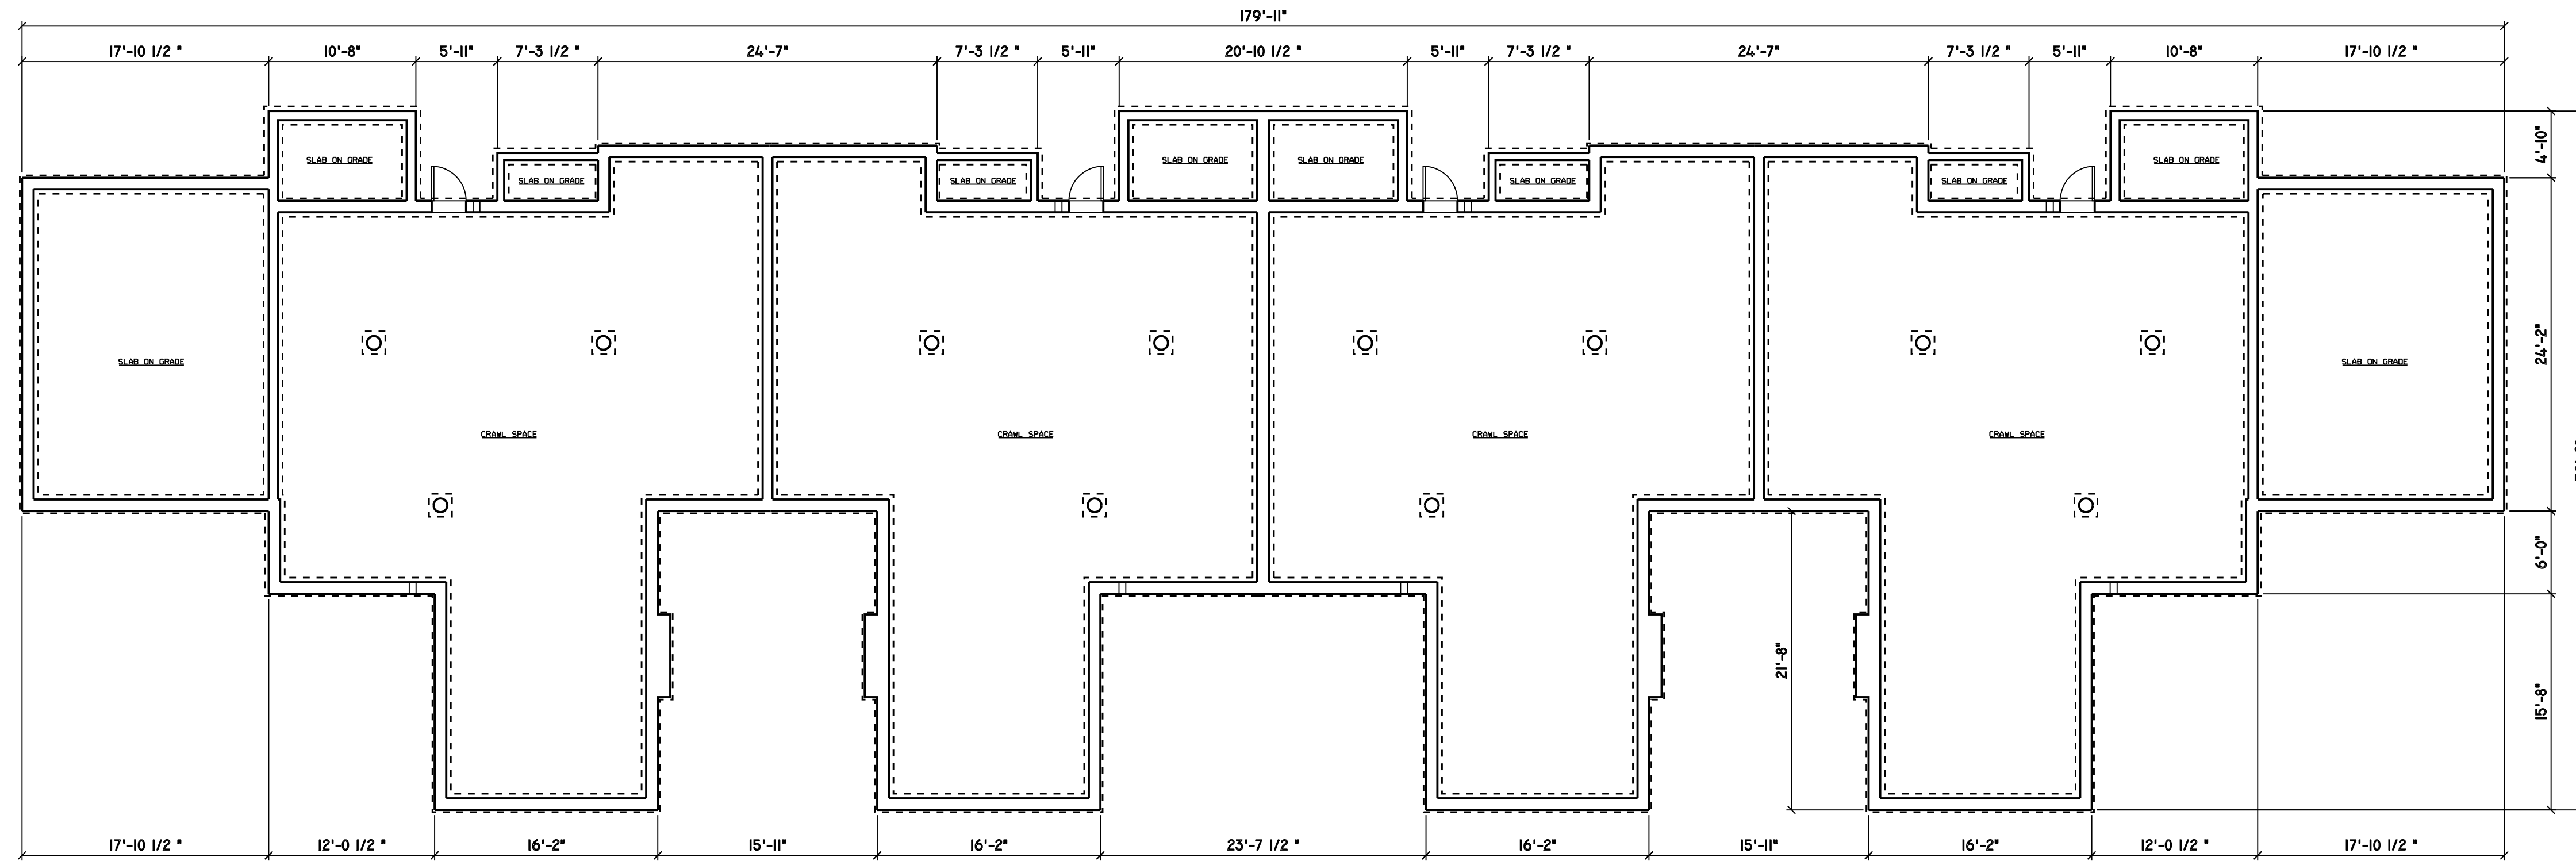 179'-11"
17'-10 1/2 "
10'-8"
5'-11"
7'-3 1/2 "
24'-7"
7'-3 1/2 "
5'-11"
20'-10 1/2 "
5'-11"
7'-3 1/2 "
24'-7"
7'-3 1/2 "
5'-11"
10'-8"
17'-10 1/2 "
4'-10"
SLAB ON GRADE
SLAB ON GRADE
SLAB ON GRADE
SLAB ON GRADE
SLAB ON GRADE
SLAB ON GRADE
SLAB ON GRADE
SLAB ON GRADE
24'-2"
SLAB ON GRADE
SLAB ON GRADE
CRAWL SPACE
CRAWL SPACE
CRAWL SPACE
CRAWL SPACE
6'-0"
21'-8"
15'-8"
17'-10 1/2 "
12'-0 1/2 "
16'-2"
15'-11"
16'-2"
23'-7 1/2 "
16'-2"
15'-11"
16'-2"
12'-0 1/2 "
17'-10 1/2 "